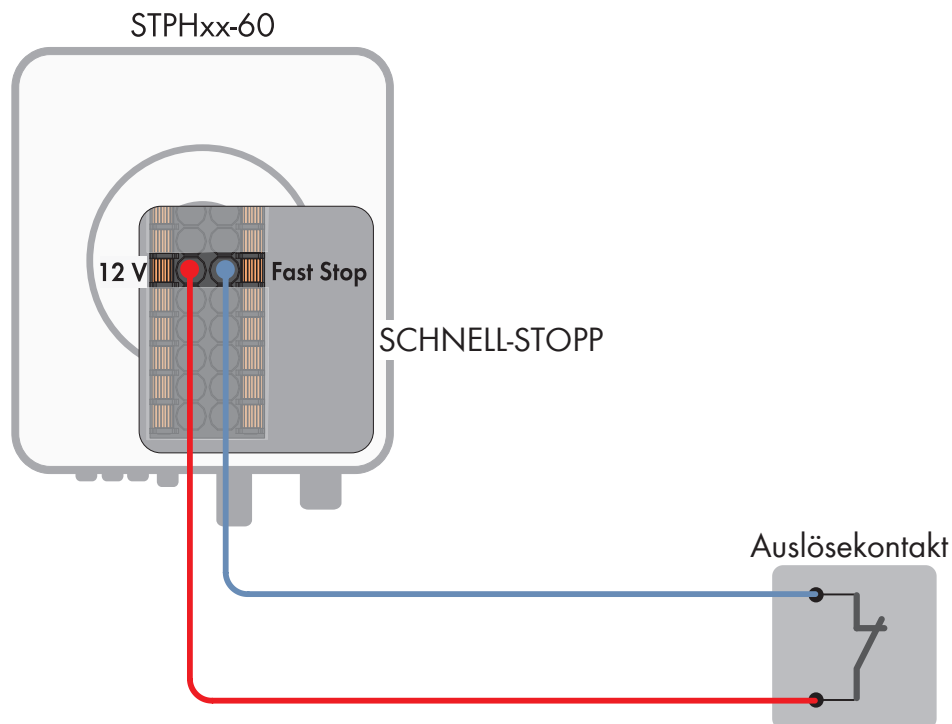 STPHxx-60
12 V
Fast Stop
SCHNELL-STOPP
Auslösekontakt